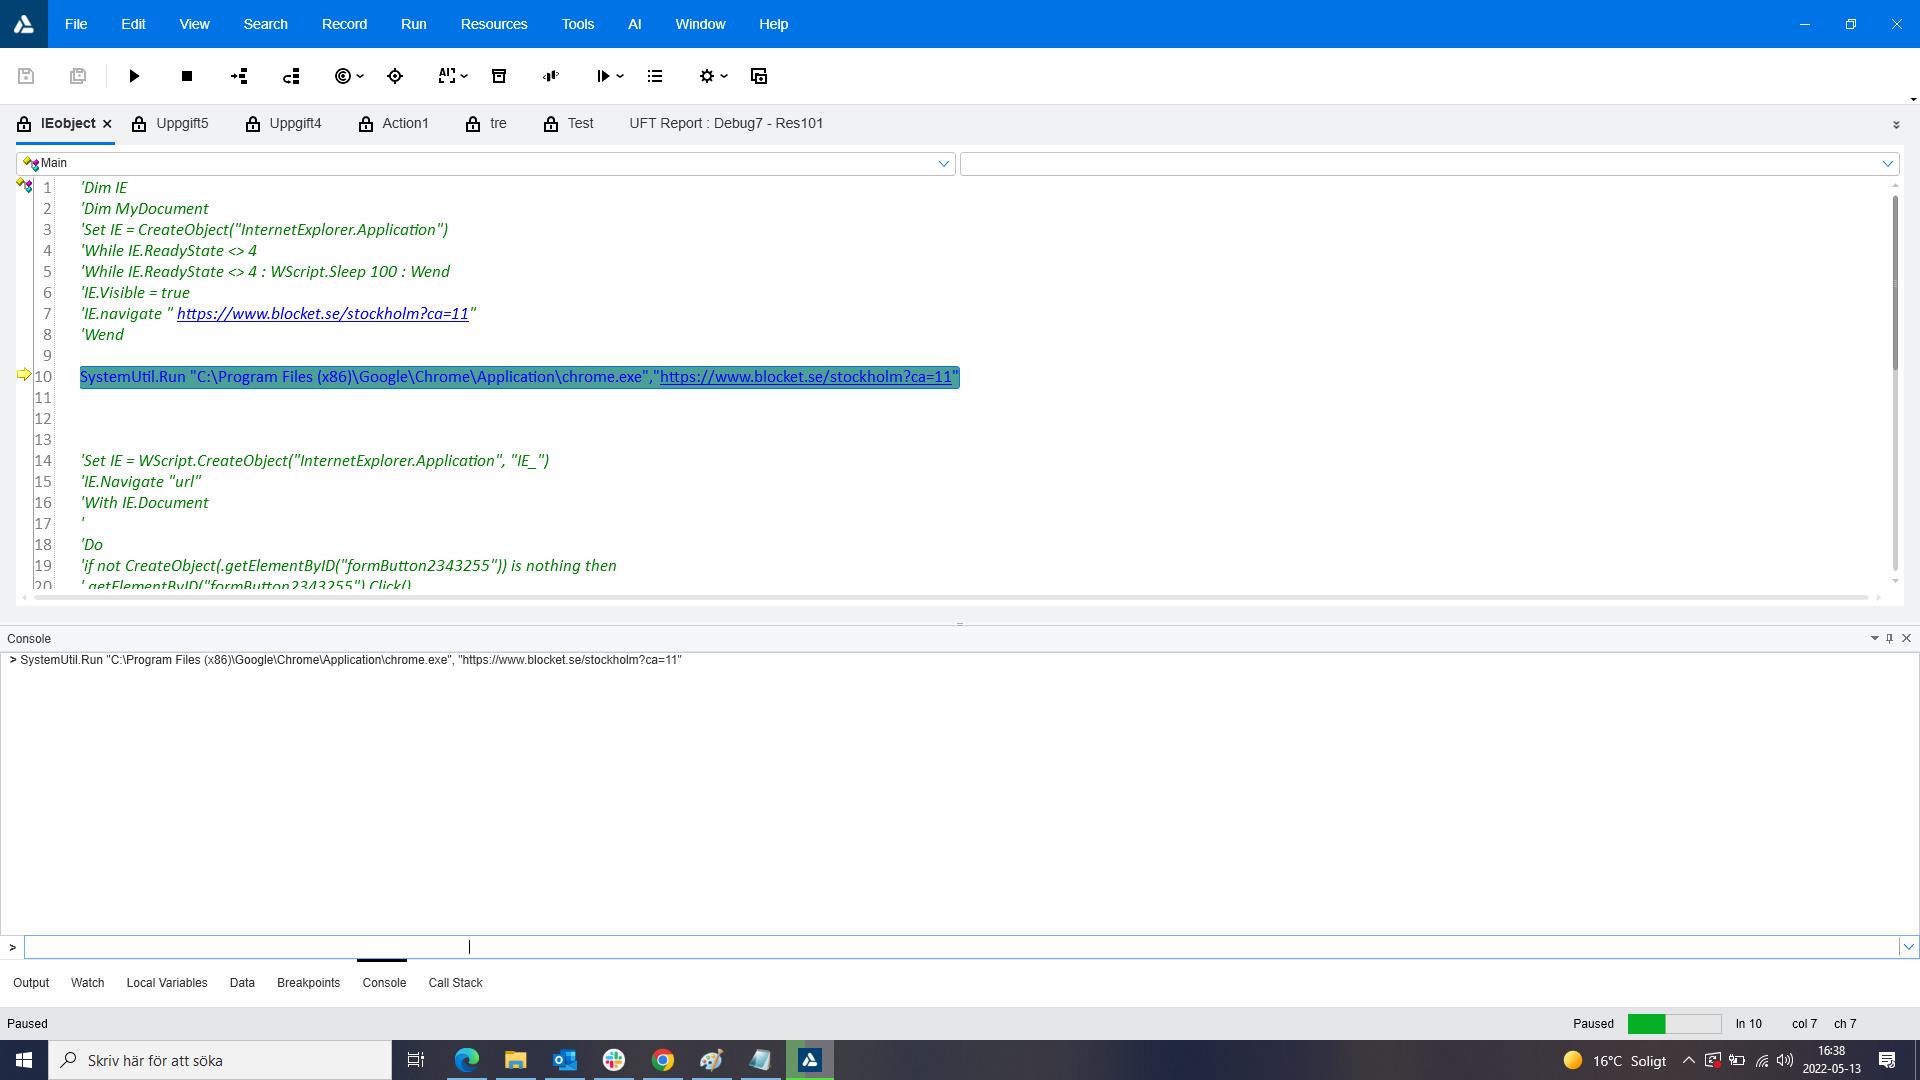 File Edit View Search Record Run Resources Tools AI Window Help
AI
IEobject Uppgift5 Uppgift4 Action1 tre Test UFT Report : Debug7 - Res101
Main
1 'Dim IE
2 'Dim MyDocument
3 'Set IE = CreateObject("InternetExplorer.Application")
4 'While IE.ReadyState <> 4
5 'While IE.ReadyState <> 4 : WScript.Sleep 100 : Wend
6 'IE.Visible = true
7 'IE.navigate " https://www.blocket.se/stockholm?ca=11"
8 'Wend
9
10 SystemUtil.Run "C:\Program Files (x86)\Google\Chrome\Application\chrome.exe","https://www.blocket.se/stockholm?ca=11"
11
12
13
14 'Set IE = WScript.CreateObject("InternetExplorer.Application", "IE_")
15 'IE.Navigate "url"
16 'With IE.Document
17 '
18 'Do
19 'if not CreateObject(.getElementByID("formButton2343255")) is nothing then
20 ' .getElementByID("formButton2343255").Click()
Console
> SystemUtil.Run "C:\Program Files (x86)\Google\Chrome\Application\chrome.exe", "https://www.blocket.se/stockholm?ca=11"
>
Output Watch Local Variables Data Breakpoints Console Call Stack
Paused Paused ln 10 col 7 ch 7
Skriv här för att söka 16°C Soligt 16:38
2022-05-13